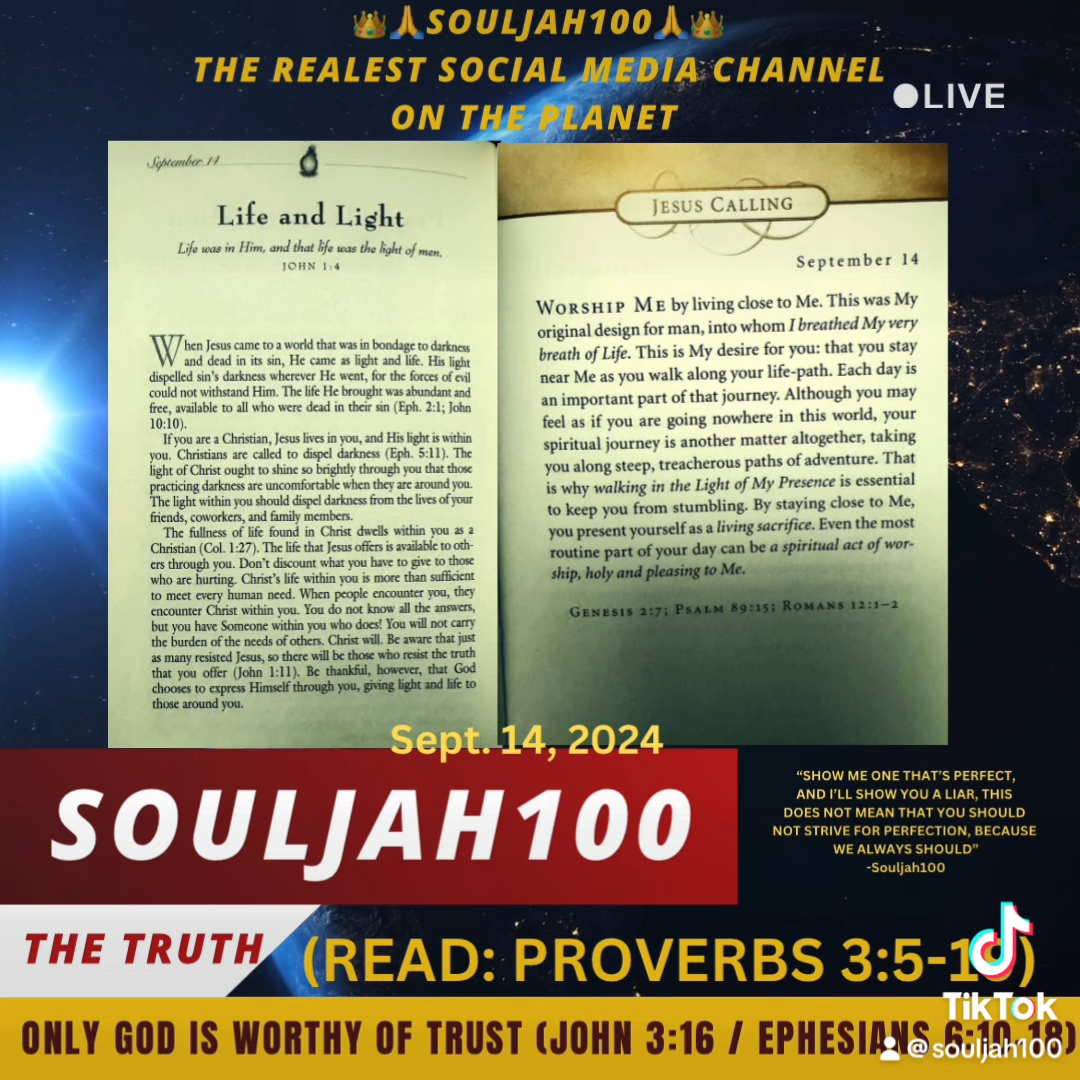 👑🙏SOULJAH100🙏👑
THE REALEST SOCIAL MEDIA CHANNEL
ON THE PLANET
LIVE
September 14
Life and Light
Life was in Him, and that life was the light of men.
JOHN 1:4
When Jesus came to a world that was in bondage to darkness
and dead in its sin, He came as light and life. His light
dispelled sin's darkness wherever He went, for the forces of evil
could not withstand Him. The life He brought was abundant and
free, available to all who were dead in their sin (Eph. 2:1; John
10:10).
If you are a Christian, Jesus lives in you, and His light is within
you. Christians are called to dispel darkness (Eph. 5:11). The
light of Christ ought to shine so brightly through you that those
practicing darkness are uncomfortable when they are around you.
The light within you should dispel darkness from the lives of your
friends, coworkers, and family members.
The fullness of life found in Christ dwells within you as a
Christian (Col. 1:27). The life that Jesus offers is available to oth-
ers through you. Don't discount what you have to give to those
who are hurting. Christ's life within you is more than sufficient
to meet every human need. When people encounter you, they
encounter Christ within you. You do not know all the answers,
but you have Someone within you who does! You will not carry
the burden of the needs of others. Christ will. Be aware that just
as many resisted Jesus, so there will be those who resist the truth
that you offer (John 1:11). Be thankful, however, that God
chooses to express Himself through you, giving light and life to
those around you.
JESUS CALLING
September 14
WORSHIP ME by living close to Me. This was My
original design for man, into whom I breathed My very
breath of Life. This is My desire for you: that you stay
near Me as you walk along your life-path. Each day is
an important part of that journey. Although you may
feel as if you are going nowhere in this world, your
spiritual journey is another matter altogether, taking
you along steep, treacherous paths of adventure. That
is why walking in the Light of My Presence is essential
to keep you from stumbling. By staying close to Me,
you present yourself as a living sacrifice. Even the most
routine part of your day can be a spiritual act of wor-
ship, holy and pleasing to Me.
GENESIS 2:7; PSALM 89:15; ROMANS 12:1–2
Sept. 14, 2024
SOULJAH100
"SHOW ME ONE THAT'S PERFECT,
AND I'LL SHOW YOU A LIAR, THIS
DOES NOT MEAN THAT YOU SHOULD
NOT STRIVE FOR PERFECTION, BECAUSE
WE ALWAYS SHOULD"
-Souljah100
THE TRUTH
(READ: PROVERBS
TikTok
ONLY GOD IS WORTHY OF TRUST (JOHN 3:16 / EPHESIANS 6:10-18)
@souljah100